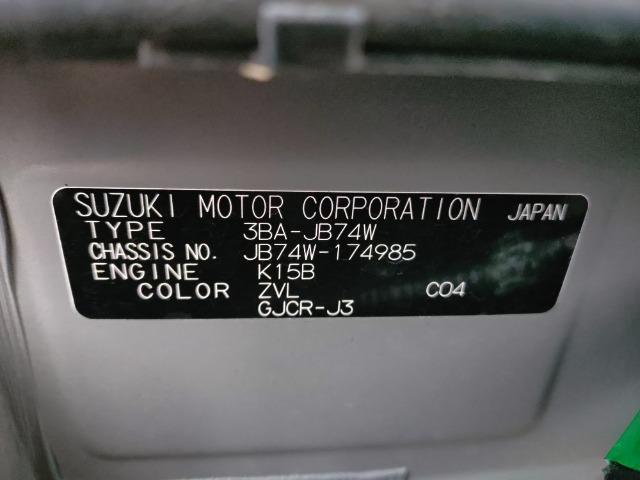 SUZUKI MOTOR CORPORATION JAPAN
TYPE 3BA-JB74W
CHASSIS NO. JB74W-174985
ENGINE K15B
COLOR ZVL C04
GJCR-J3